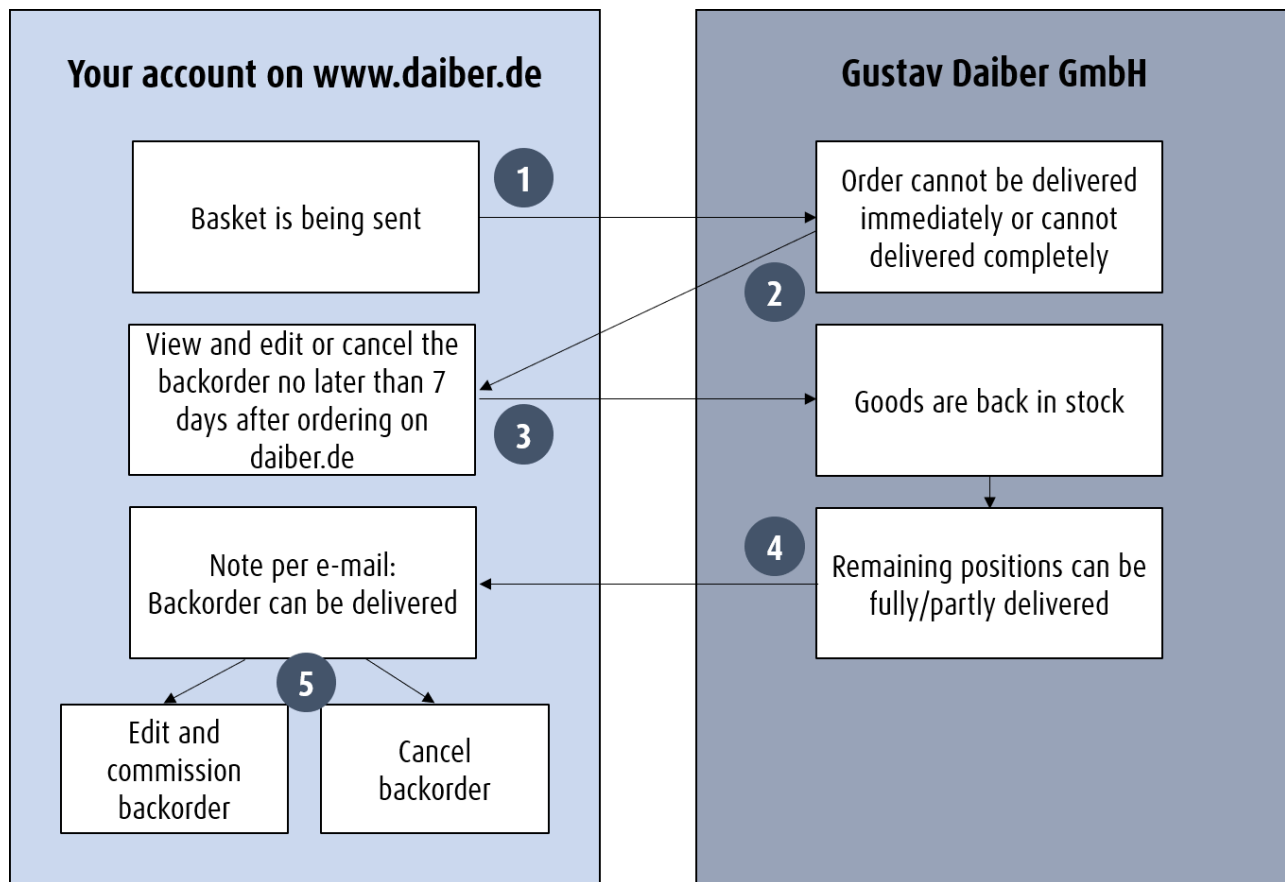 Your account on www.daiber.de
Gustav Daiber GmbH
Basket is being sent
1
Order cannot be delivered
immediately or cannot
delivered completely
2
View and edit or cancel the
backorder no later than 7
days after ordering on
daiber.de
3
Goods are back in stock
4
Remaining positions can be
fully/partly delivered
Note per e-mail:
Backorder can be delivered
5
Edit and
commission
backorder
Cancel
backorder